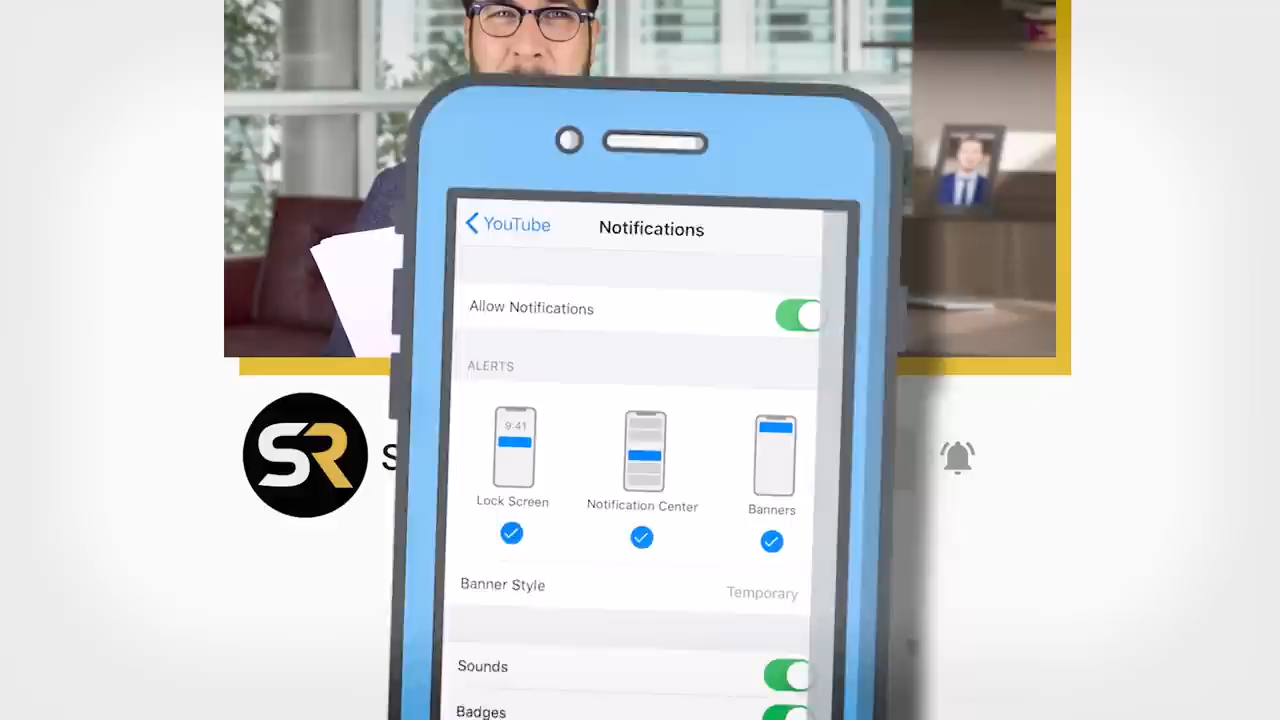 YouTube
Notifications
Allow Notifications
ALERTS
9:41
Lock Screen
Notification Center
Banners
Banner Style
Temporary
SR
S
Sounds
Badges